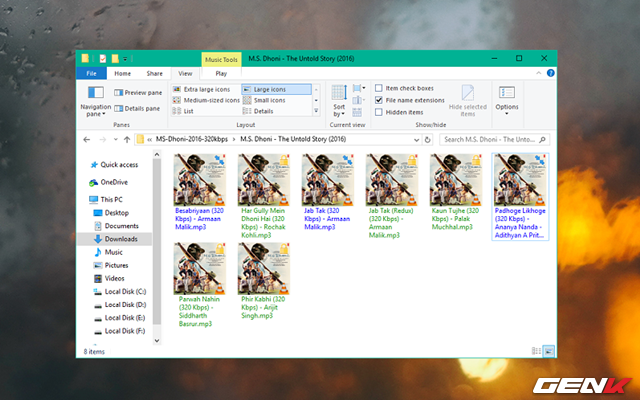 Music Tools
M.S. Dhoni - The Untold Story (2016)
File
Home
Share
View
Play
Navigation pane
Preview pane
Details pane
Panes
Extra large icons
Large icons
Medium-sized icons
Small icons
List
Details
Layout
Sort by
Current view
Item check boxes
File name extensions
Hidden items
Hide selected items
Show/hide
Options
« MS-Dhoni-2016-320kbps > M.S. Dhoni - The Untold Story (2016)
Search M.S. Dhoni - The Unto...
Quick access
OneDrive
This PC
Desktop
Documents
Downloads
Music
Pictures
Videos
Local Disk (C:)
Local Disk (D:)
Local Disk (E:)
Local Disk (F:)
Besabriyaan (320
Kbps) -
Armaan
Malik.mp3
Har Gully Mein
Dhoni Hai (320
Kbps) - Rochak
Kohli.mp3
Jab Tak (320
Kbps) - Armaan
Malik.mp3
Jab Tak (Redux)
(320 Kbps) -
Armaan
Malik.mp3
Kaun Tujhe (320
Kbps) - Palak
Muchhal.mp3
Padhoge Likhoge
(320 Kbps) -
Ananya Nanda -
Adithyan A Prit...
Parwah Nahin
(320 Kbps) -
Siddharth
Basrur.mp3
Phir Kabhi (320
Kbps) - Arijit
Singh.mp3
8 items
GENK